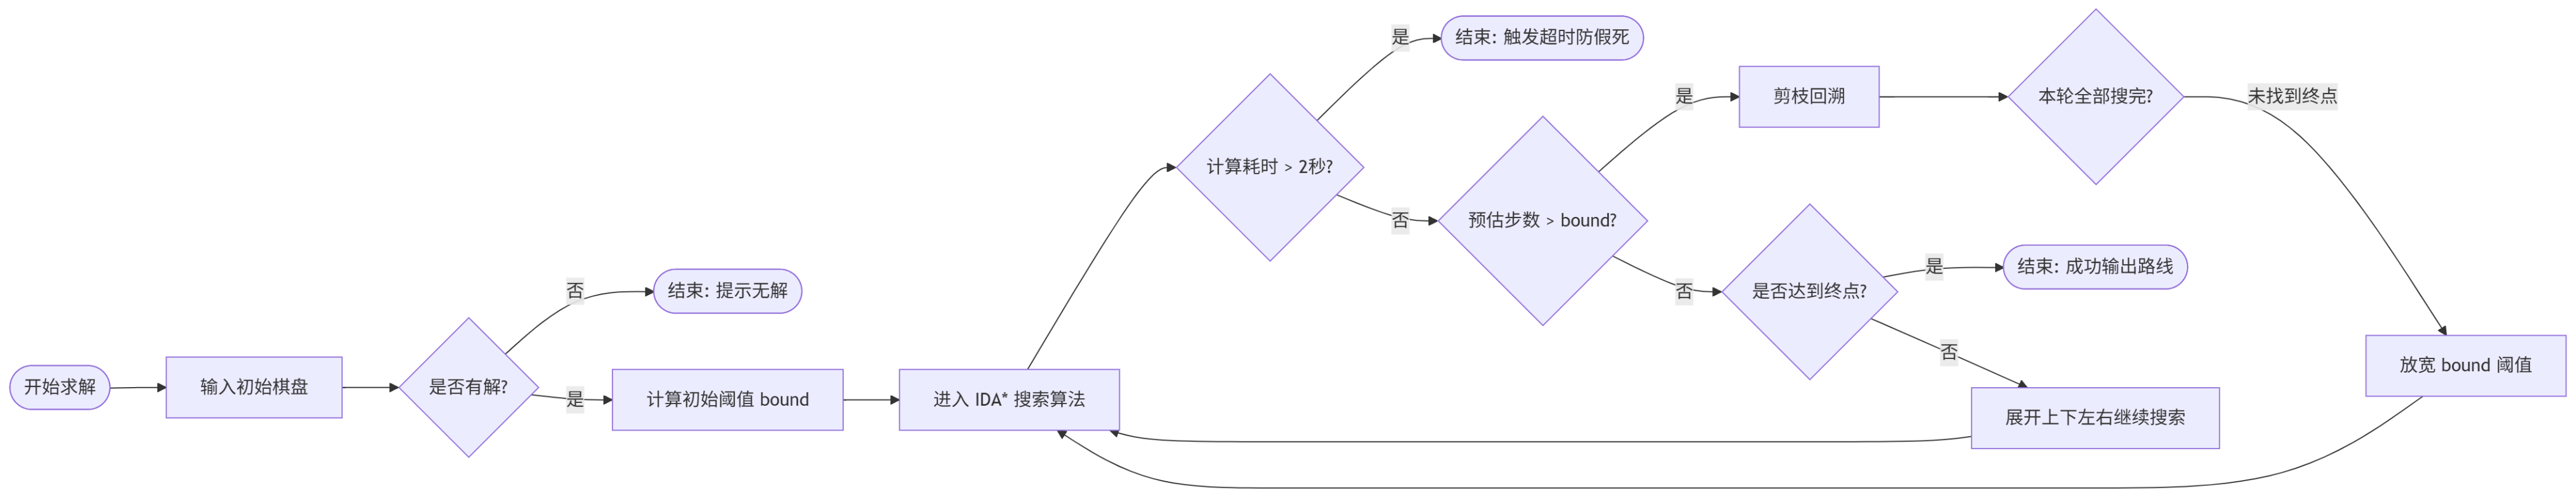 开始求解
输入初始棋盘
是否有解?
否
结束: 提示无解
是
计算初始阈值 bound
进入 IDA* 搜索算法
计算耗时 > 2秒?
是
结束: 触发超时防假死
否
预估步数 > bound?
是
剪枝回溯
本轮全部搜完?
未找到终点
放宽 bound 阈值
否
是否达到终点?
是
结束: 成功输出路线
否
展开上下左右继续搜索